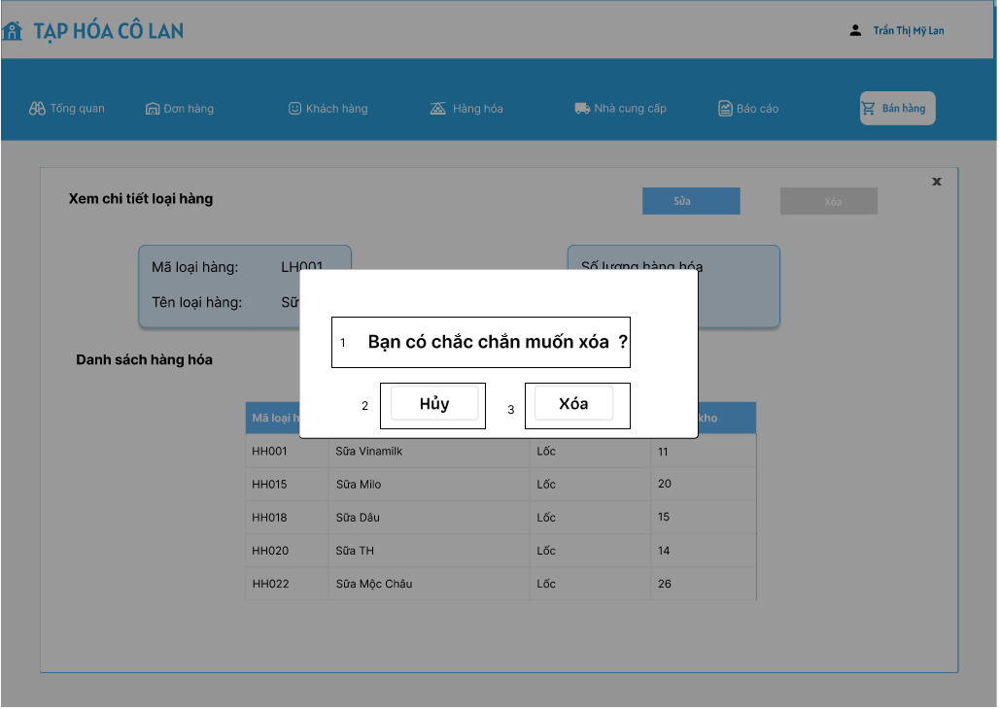 TẠP HÓA CÔ LAN
Trần Thị Mỹ Lan
Tổng quan Đơn hàng Khách hàng Hàng hóa Nhà cung cấp Báo cáo Bán hàng
x
Xem chi tiết loại hàng Sửa Xóa
Mã loại hàng: LH001 Số lượng hàng hóa
Tên loại hàng: Sữ
1 Bạn có chắc chắn muốn xóa ?
Danh sách hàng hóa
2 Hủy 3 Xóa
Mã loại h kho
HH001 Sữa Vinamilk Lốc 11
HH015 Sữa Milo Lốc 20
HH018 Sữa Dâu Lốc 15
HH020 Sữa TH Lốc 14
HH022 Sữa Mộc Châu Lốc 26